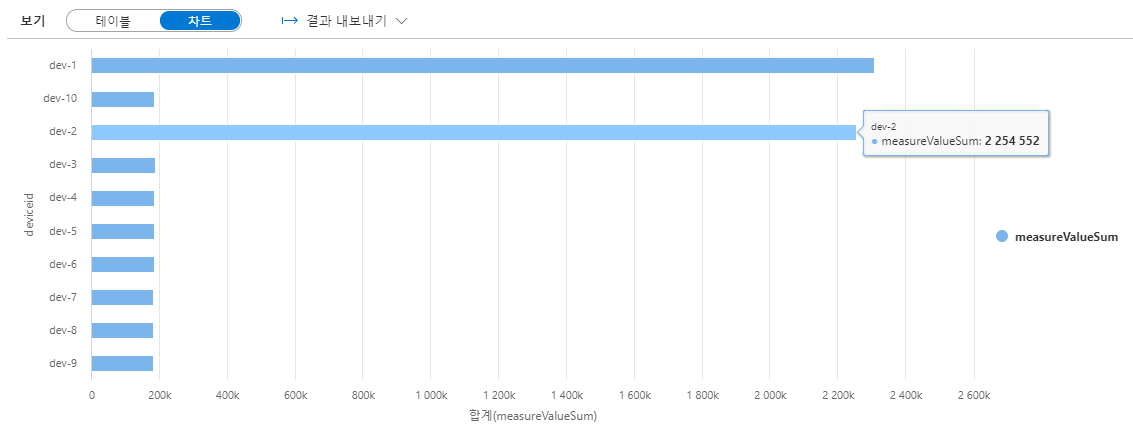 보기 테이블 차트 결과 내보내기
deviceid
dev-1
dev-10
dev-2
dev-3
dev-4
dev-5
dev-6
dev-7
dev-8
dev-9
dev-2
measureValueSum: 2 254 552
measureValueSum
0 200k 400k 600k 800k 1 000k 1 200k 1 400k 1 600k 1 800k 2 000k 2 200k 2 400k 2 600k
합계(measureValueSum)